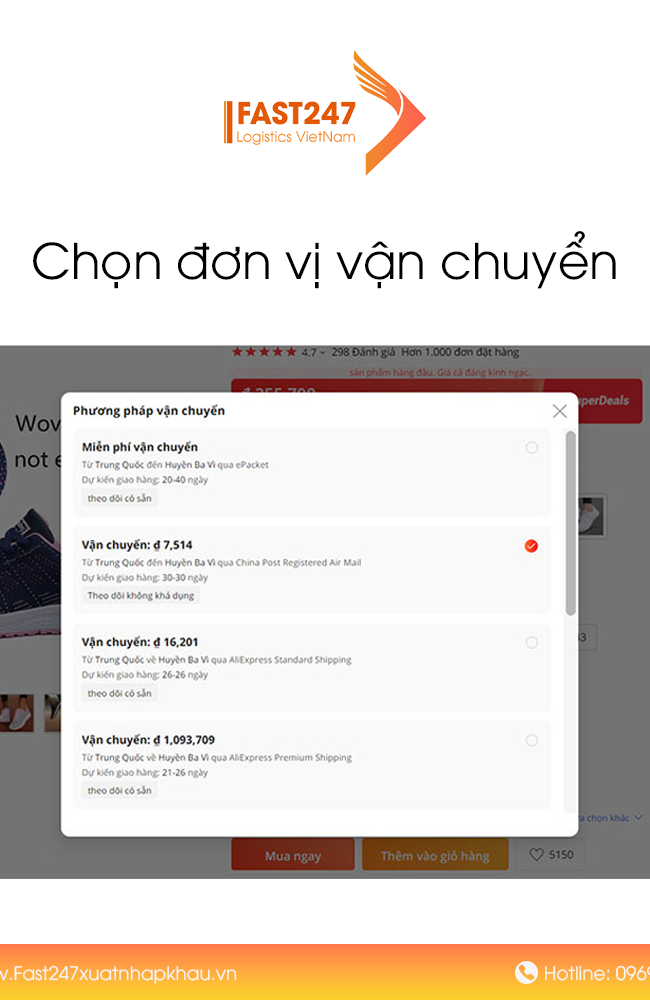 FAST247
Logistics VietNam
Chọn đơn vị vận chuyển
4,7 298 Đánh giá Hơn 1.000 đơn đặt hàng
sản phẩm hàng đầu. Giá cả đáng kinh ngạc.
perDeals
Wov
not e
Phương pháp vận chuyển
Miễn phí vận chuyển
Từ Trung Quốc đến Huyện Ba Vì qua ePacket
Dự kiến giao hàng: 20-40 ngày
theo dõi có sẵn
Vận chuyển: ₫ 7,514
Từ Trung Quốc đến Huyện Ba Vì qua China Post Registered Air Mail
Dự kiến giao hàng: 30-30 ngày
Theo dõi không khả dụng
Vận chuyển: ₫ 16,201
Từ Trung Quốc về Huyện Ba Vì qua AliExpress Standard Shipping
Dự kiến giao hàng: 26-26 ngày
theo dõi có sẵn
Vận chuyển: ₫ 1,093,709
Từ Trung Quốc về Huyện Ba Vì qua AliExpress Premium Shipping
Dự kiến giao hàng: 21-26 ngày
theo dõi có sẵn
chọn khác
Mua ngay
Thêm vào giỏ hàng
5150
w.Fast247xuatnhapkhau.vn
Hotline: 0969